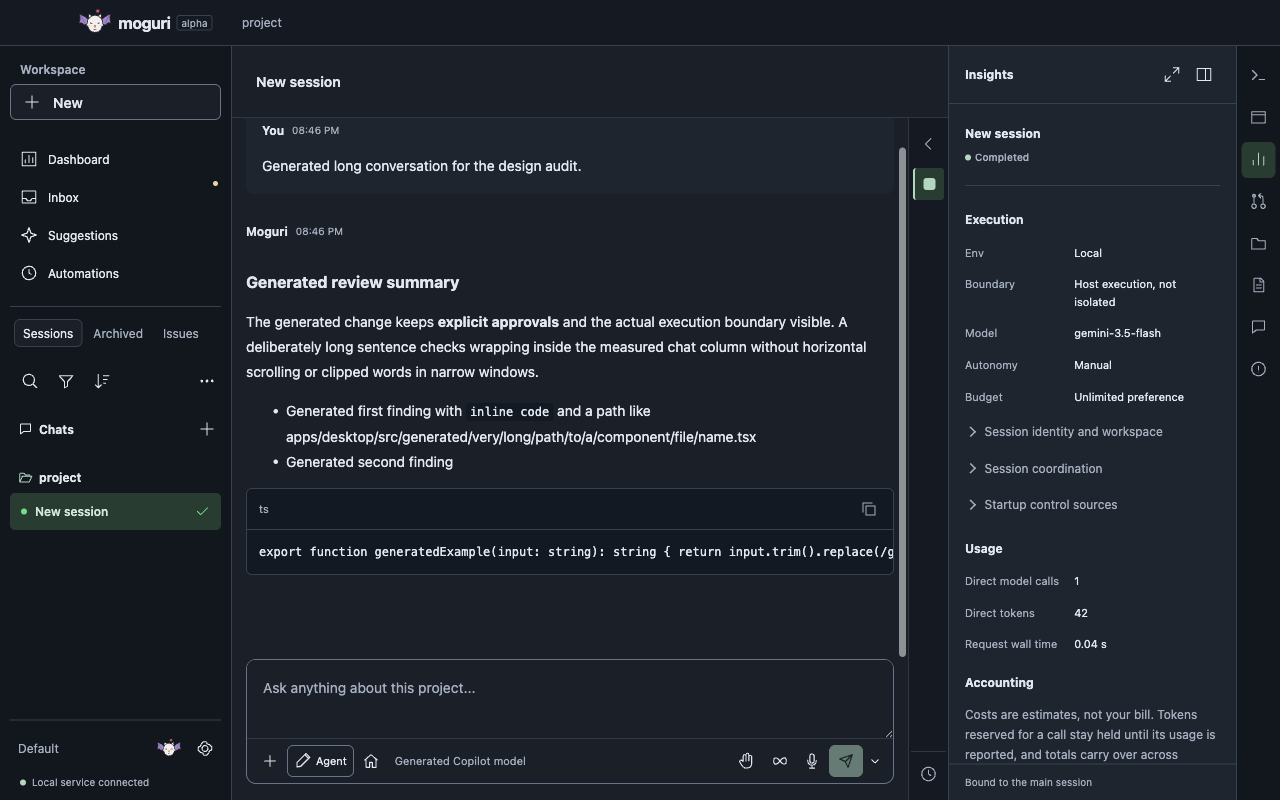 moguri alpha project
Workspace
New
Dashboard
Inbox
Suggestions
Automations
Sessions Archived Issues
Chats
project
New session
Default
Local service connected
New session
You 08:46 PM
Generated long conversation for the design audit.
Moguri 08:46 PM
Generated review summary
The generated change keeps explicit approvals and the actual execution boundary visible. A
deliberately long sentence checks wrapping inside the measured chat column without horizontal
scrolling or clipped words in narrow windows.
• Generated first finding with inline code and a path like
apps/desktop/src/generated/very/long/path/to/a/component/file/name.tsx
• Generated second finding
ts
export function generatedExample(input: string): string { return input.trim().replace(/g
Ask anything about this project...
Agent Generated Copilot model
Insights
New session
Completed
Execution
Env Local
Boundary Host execution, not
isolated
Model gemini-3.5-flash
Autonomy Manual
Budget Unlimited preference
Session identity and workspace
Session coordination
Startup control sources
Usage
Direct model calls 1
Direct tokens 42
Request wall time 0.04 s
Accounting
Costs are estimates, not your bill. Tokens
reserved for a call stay held until its usage is
reported, and totals carry over across
Bound to the main session